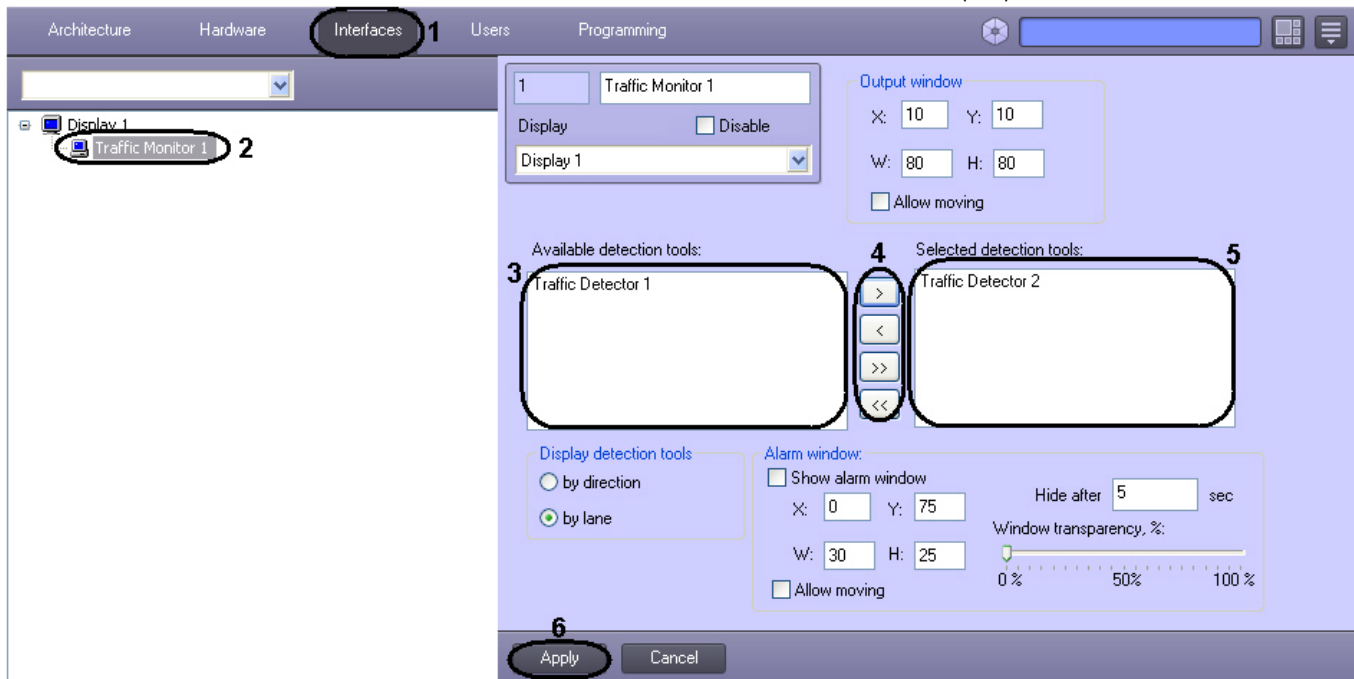 Architecture Hardware Interfaces 1 Users Programming
1 Traffic Monitor 1
Output window
X: 10 Y: 10
Display Disable
Display 1
Display 1
W: 80 H: 80
Traffic Monitor 1 2
Allow moving
Available detection tools: 4 Selected detection tools: 5
3 Traffic Detector 1 > Traffic Detector 2
<
>>
<<
Display detection tools Alarm window:
by direction Show alarm window
Hide after 5 sec
by lane X: 0 Y: 75
Window transparency, %:
W: 30 H: 25
0 % 50% 100 %
Allow moving
6
Apply Cancel